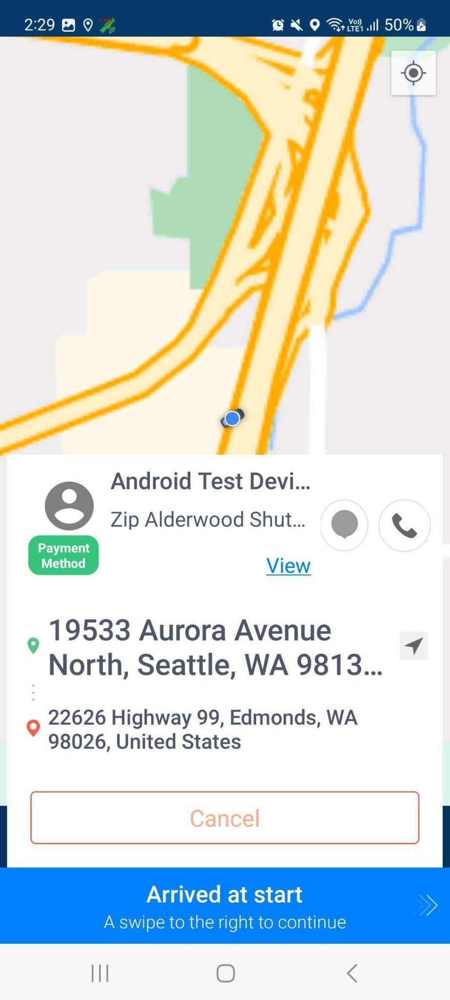 2:29
Vo))
LTE1
50%
Android Test Devi...
Zip Alderwood Shut...
Payment
Method
View
19533 Aurora Avenue
North, Seattle, WA 9813...
22626 Highway 99, Edmonds, WA
98026, United States
Cancel
Arrived at start
A swipe to the right to continue